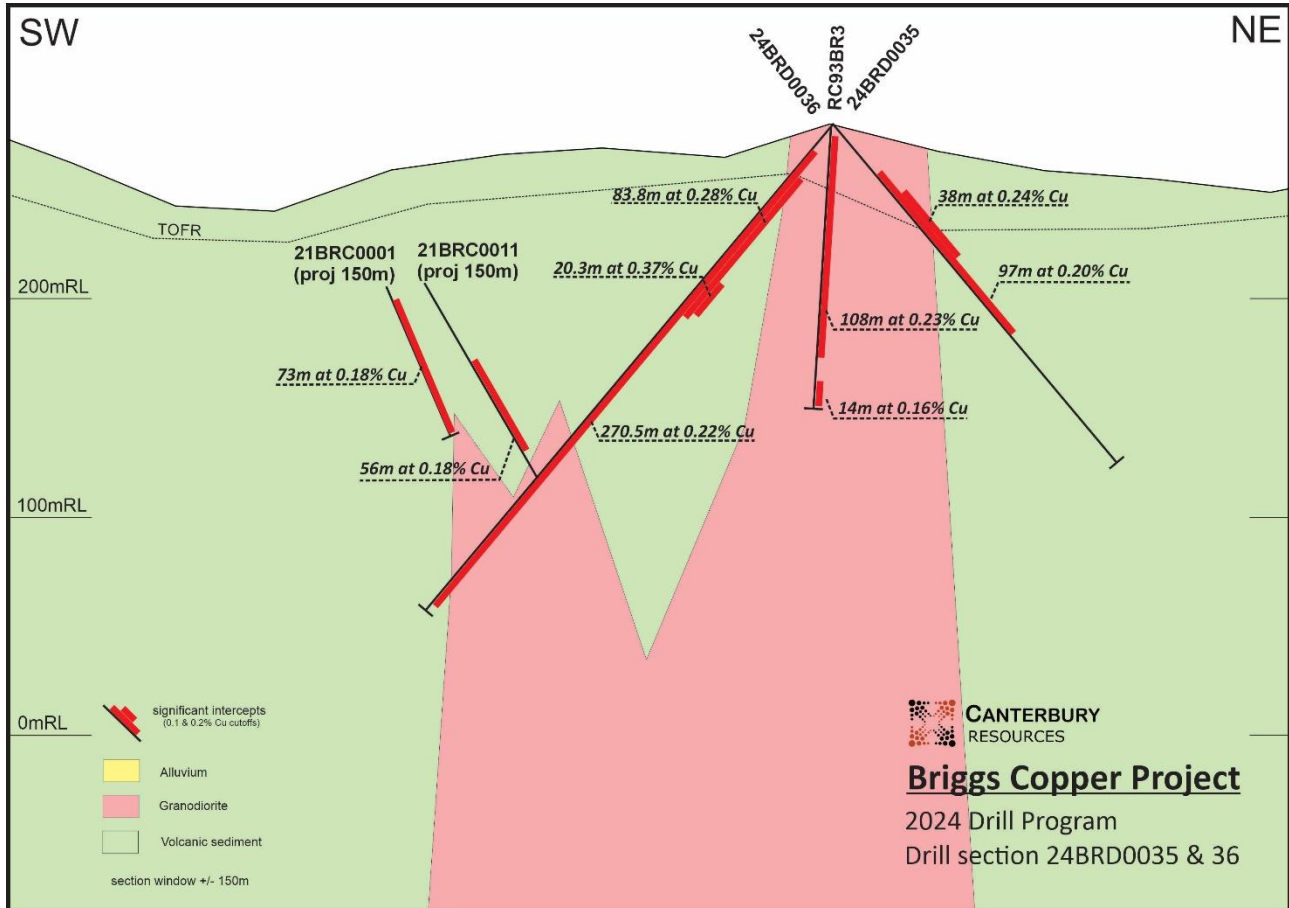 SW
NE
24BRD0036
RC93BR3
24BRD0035
83.8m at 0.28% Cu
38m at 0.24% Cu
TOFR
21BRC0001
(proj 150m)
21BRC0011
(proj 150m)
20.3m at 0.37% Cu
97m at 0.20% Cu
200mRL
108m at 0.23% Cu
73m at 0.18% Cu
14m at 0.16% Cu
270.5m at 0.22% Cu
56m at 0.18% Cu
100mRL
0mRL
significant intercepts
(0.1 & 0.2% Cu cutoffs)
Alluvium
Granodiorite
Volcanic sediment
section window +/- 150m
CANTERBURY
RESOURCES
Briggs Copper Project
2024 Drill Program
Drill section 24BRD0035 & 36